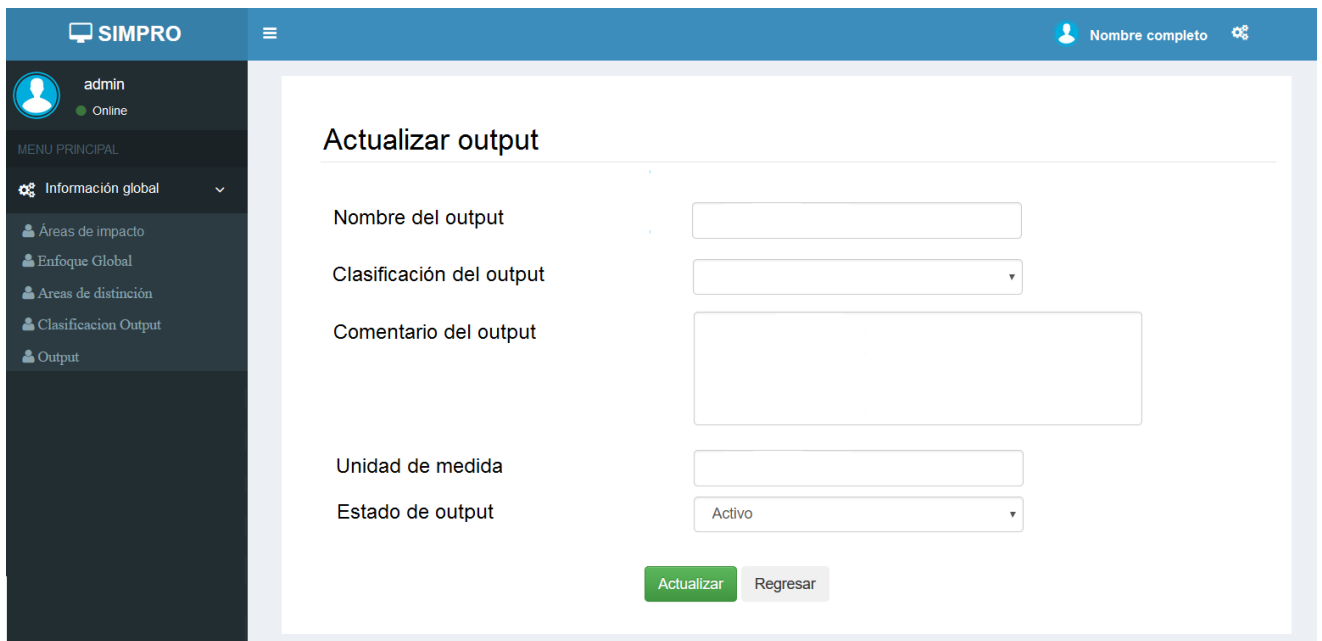 SIMPRO
Nombre completo
admin
Online
MENU PRINCIPAL
Información global
Áreas de impacto
Enfoque Global
Areas de distinción
Clasificacion Output
Output
Actualizar output
Nombre del output
Clasificación del output
Comentario del output
Unidad de medida
Estado de output
Activo
Actualizar
Regresar